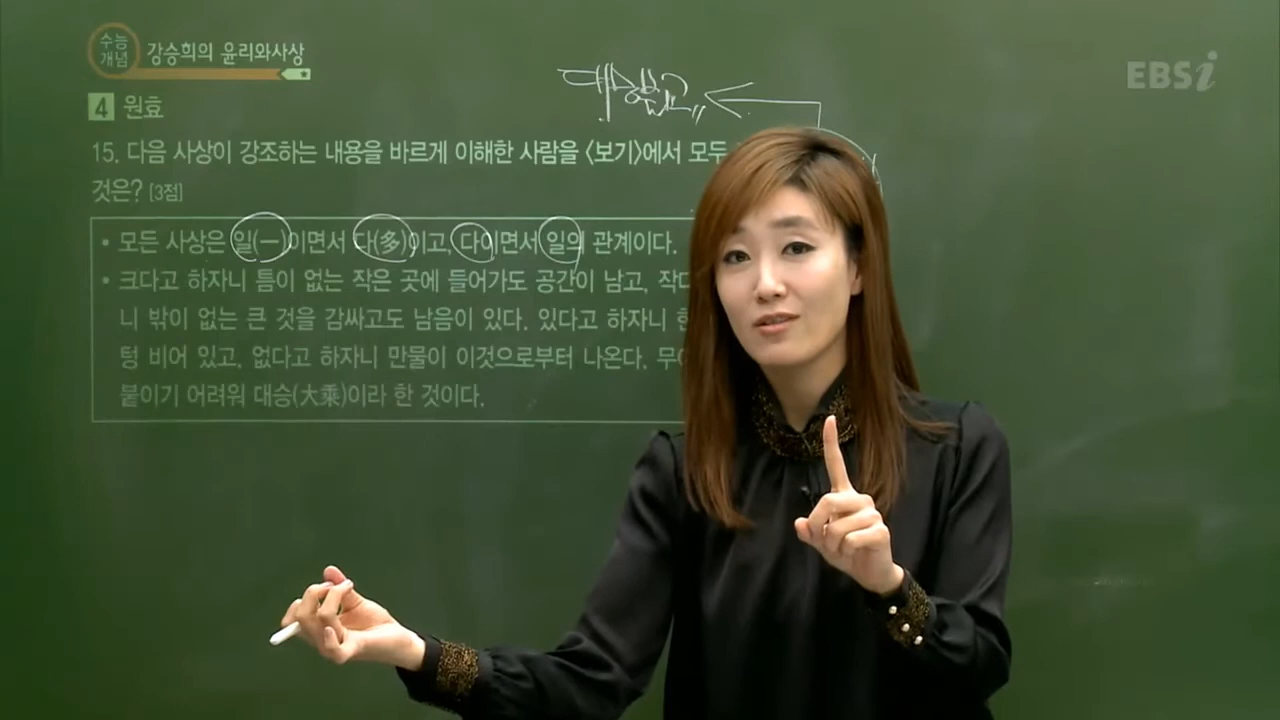 수능
개념
강승희의 윤리와사상
EBSi
4 원효
대승불교
15. 다음 사상이 강조하는 내용을 바르게 이해한 사람을 <보기>에서 모두
것은? [3점]
• 모든 사상은 일(一)이면서 다(多)이고, 다이면서 일의 관계이다.
• 크다고 하자니 틈이 없는 작은 곳에 들어가도 공간이 남고, 작다
니 밖이 없는 큰 것을 감싸고도 남음이 있다. 있다고 하자니 한
텅 비어 있고, 없다고 하자니 만물이 이것으로부터 나온다.
붙이기 어려워 대승(大乘)이라 한 것이다.